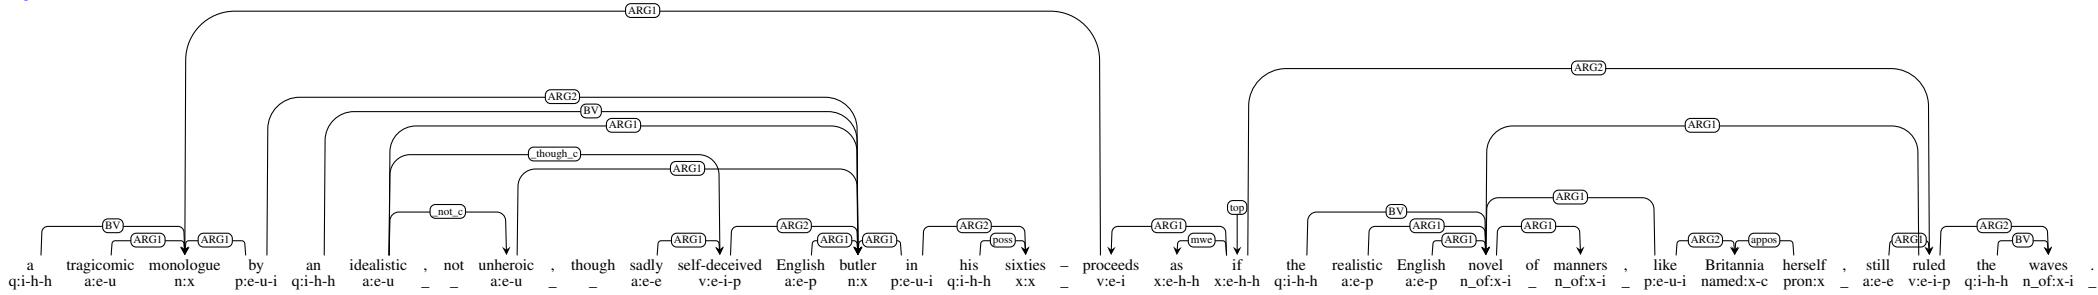 ARG1
ARG2
ARG2
BV
ARG1 ARG1
_though_c
ARG1
ARG1
_not_c top BV
BV ARG2 ARG2 ARG1 ARG1 ARG1 ARG2
ARG1 ARG1 ARG1 ARG1 ARG1 poss mwe ARG1 ARG2 appos ARG1 BV
a tragicomic monologue by an idealistic , not unheroic , though sadly self-deceived English butler in his sixties – proceeds as if the realistic English novel of manners , like Britannia herself , still ruled the waves .
q:i-h-h a:e-u n:x p:e-u-i q:i-h-h a:e-u _ _ a:e-u _ _ a:e-e v:e-i-p a:e-p n:x p:e-u-i q:i-h-h x:x _ v:e-i x:e-h-h x:e-h-h q:i-h-h a:e-p a:e-p n_of:x-i _ n_of:x-i _ p:e-u-i named:x-c pron:x _ a:e-e v:e-i-p q:i-h-h n_of:x-i _